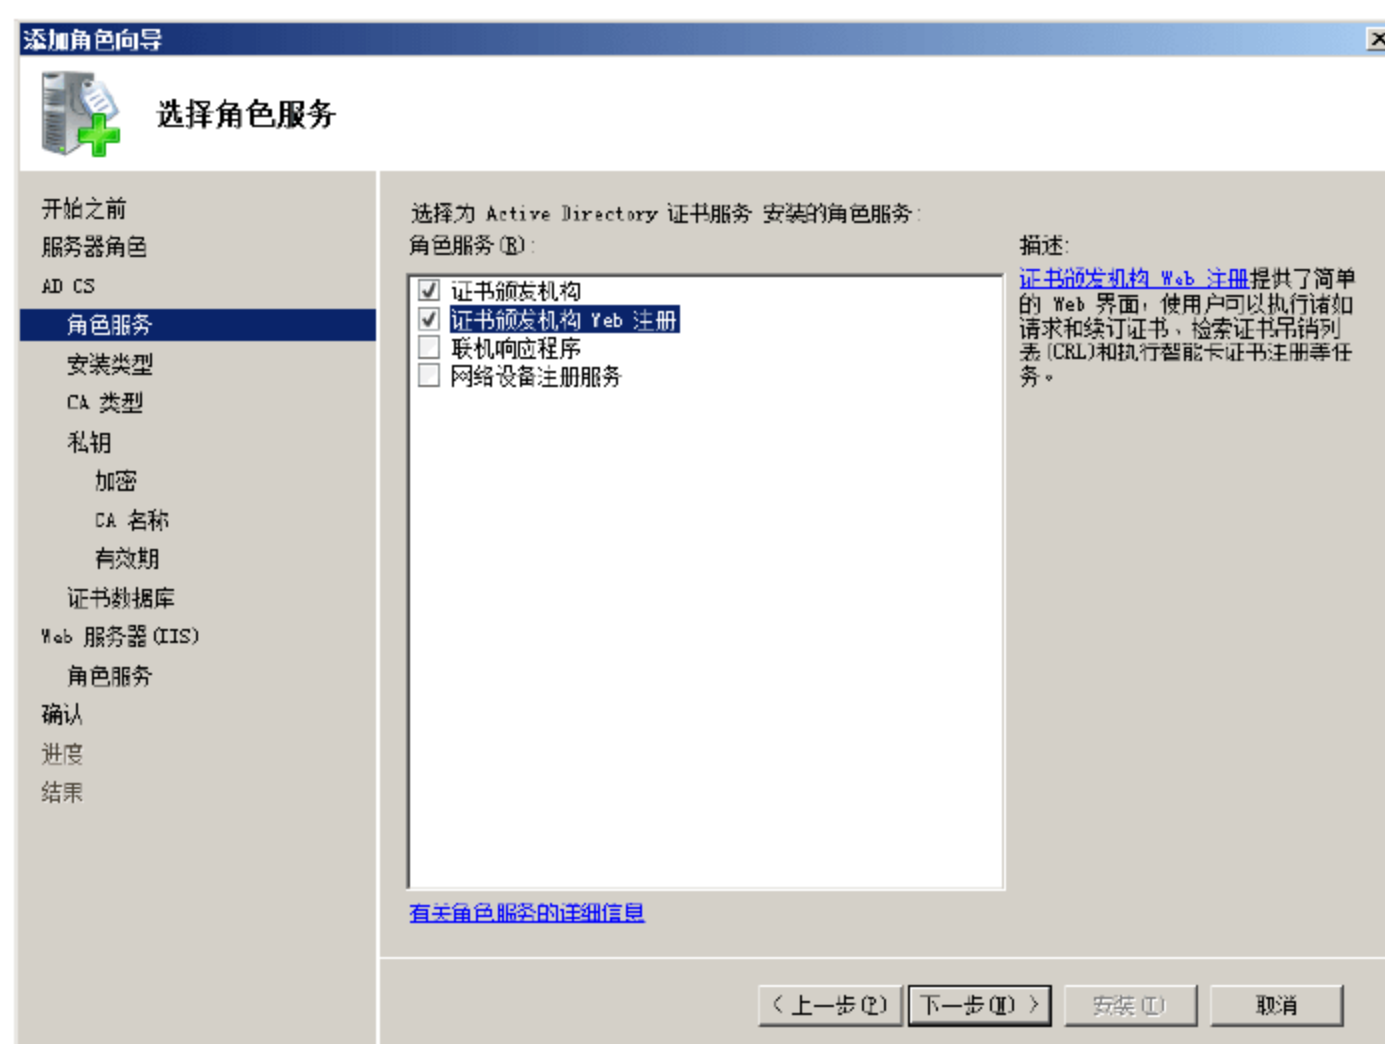 添加角色向导
选择角色服务
开始之前
服务器角色
AD CS
角色服务
安装类型
CA 类型
私钥
加密
CA 名称
有效期
证书数据库
Web 服务器(IIS)
角色服务
确认
进度
结果
选择为 Active Directory 证书服务 安装的角色服务:
角色服务(R):
证书颁发机构
证书颁发机构 Web 注册
联机响应程序
网络设备注册服务
有关角色服务的详细信息
描述:
证书颁发机构 Web 注册提供了简单
的 Web 界面，使用户可以执行诸如
请求和续订证书、检索证书吊销列
表(CRL)和执行智能卡证书注册等任
务。
< 上一步(P)
下一步(N) >
安装(I)
取消